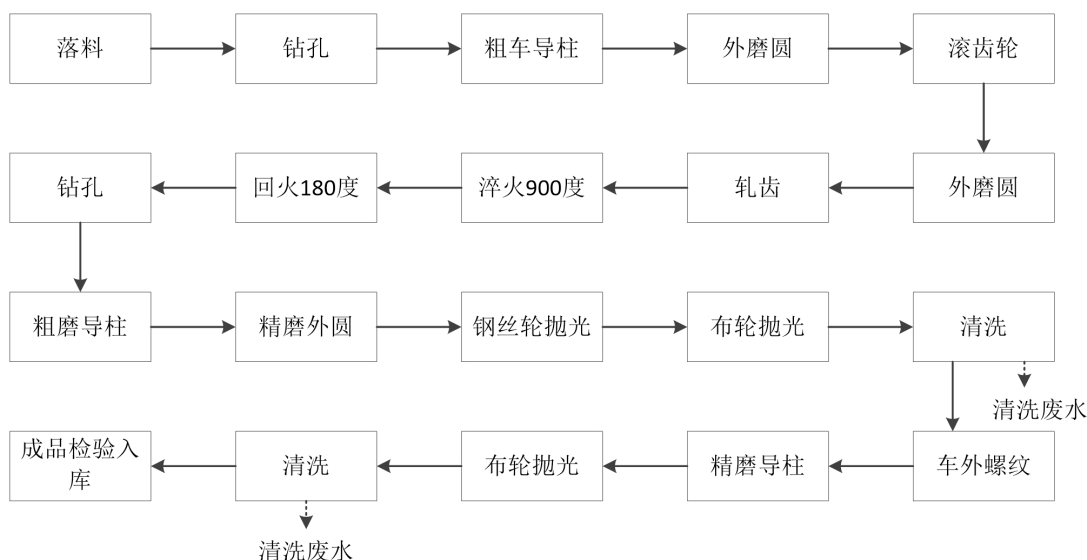 落料
钻孔
粗车导柱
外磨圆
滚齿轮
外磨圆
轧齿
淬火900度
回火180度
钻孔
粗磨导柱
精磨外圆
钢丝轮抛光
布轮抛光
清洗
清洗废水
车外螺纹
精磨导柱
布轮抛光
清洗
清洗废水
成品检验入
库